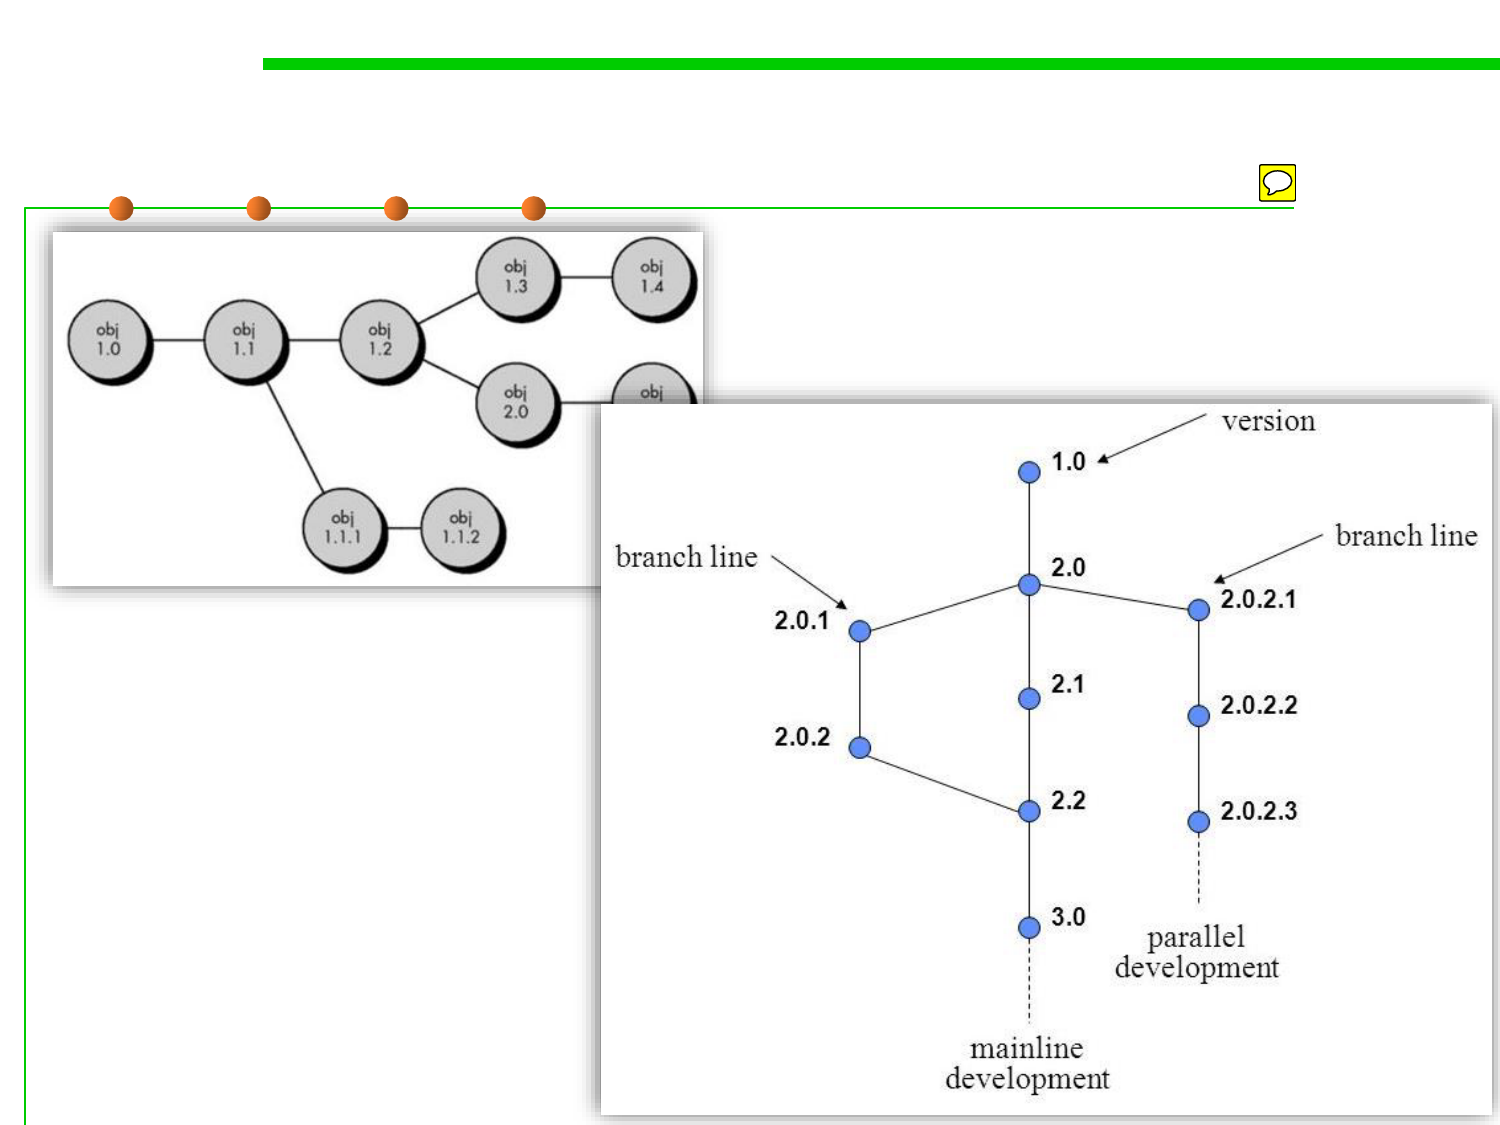 obj
1.3
obj
1.4
obj
1.0
obj
1.1
obj
1.2
obj
2.0
obj
obj
1.1.1
obj
1.1.2
version
1.0
branch line
branch line
2.0
2.0.1
2.0.2.1
2.1
2.0.2.2
2.0.2
2.2
2.0.2.3
3.0
parallel
development
mainline
development